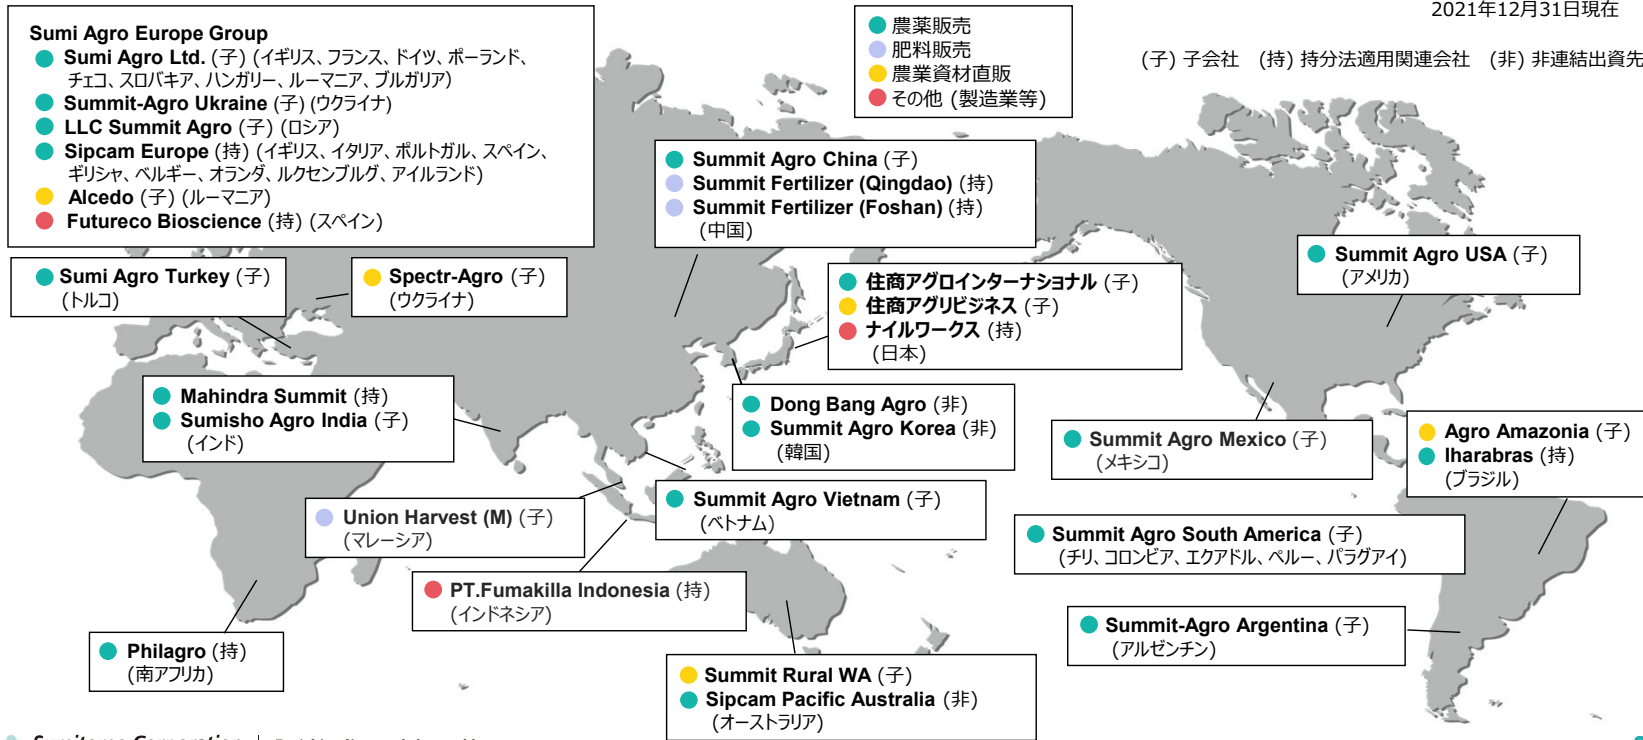 2021年12月31日現在
(子) 子会社 (持) 持分法適用関連会社 (非) 非連結出資先
農薬販売
肥料販売
農業資材直販
その他 (製造業等)
Sumi Agro Europe Group
Sumi Agro Ltd. (子) (イギリス、フランス、ドイツ、ポーランド、
チェコ、スロバキア、ハンガリー、ルーマニア、ブルガリア)
Summit-Agro Ukraine (子) (ウクライナ)
LLC Summit Agro (子) (ロシア)
Sipcam Europe (持) (イギリス、イタリア、ポルトガル、スペイン、
ギリシャ、ベルギー、オランダ、ルクセンブルグ、アイルランド)
Alcedo (子) (ルーマニア)
Futureco Bioscience (持) (スペイン)
Summit Agro China (子)
Summit Fertilizer (Qingdao) (持)
Summit Fertilizer (Foshan) (持)
(中国)
Summit Agro USA (子)
(アメリカ)
Sumi Agro Turkey (子)
(トルコ)
Spectr-Agro (子)
(ウクライナ)
住商アグロインターナショナル (子)
住商アグリビジネス (子)
ナイルワークス (持)
(日本)
Mahindra Summit (持)
Sumisho Agro India (子)
(インド)
Dong Bang Agro (非)
Summit Agro Korea (非)
(韓国)
Summit Agro Mexico (子)
(メキシコ)
Agro Amazonia (子)
Iharabras (持)
(ブラジル)
Union Harvest (M) (子)
(マレーシア)
Summit Agro Vietnam (子)
(ベトナム)
Summit Agro South America (子)
(チリ、コロンビア、エクアドル、ペルー、パラグアイ)
PT.Fumakilla Indonesia (持)
(インドネシア)
Summit-Agro Argentina (子)
(アルゼンチン)
Philagro (持)
(南アフリカ)
Summit Rural WA (子)
Sipcam Pacific Australia (非)
(オーストラリア)
Sumitomo Corporation